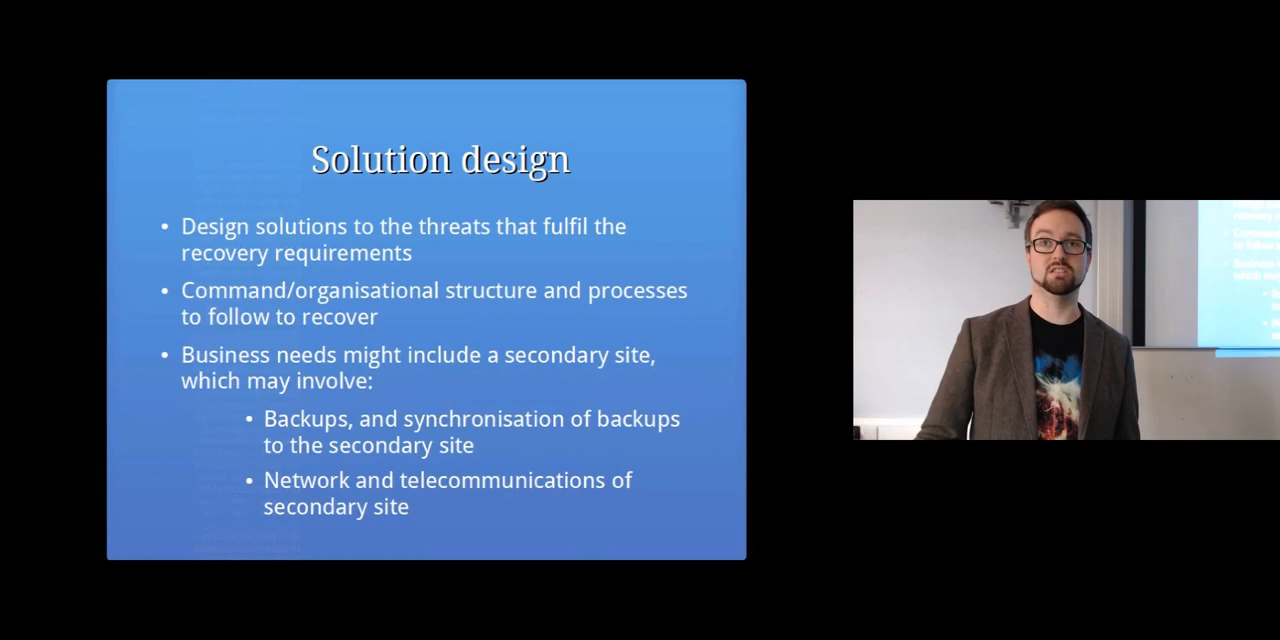 Solution design
• Design solutions to the threats that fulfil the
recovery requirements
• Command/organisational structure and processes
to follow to recover
• Business needs might include a secondary site,
which may involve:
• Backups, and synchronisation of backups
to the secondary site
• Network and telecommunications of
secondary site